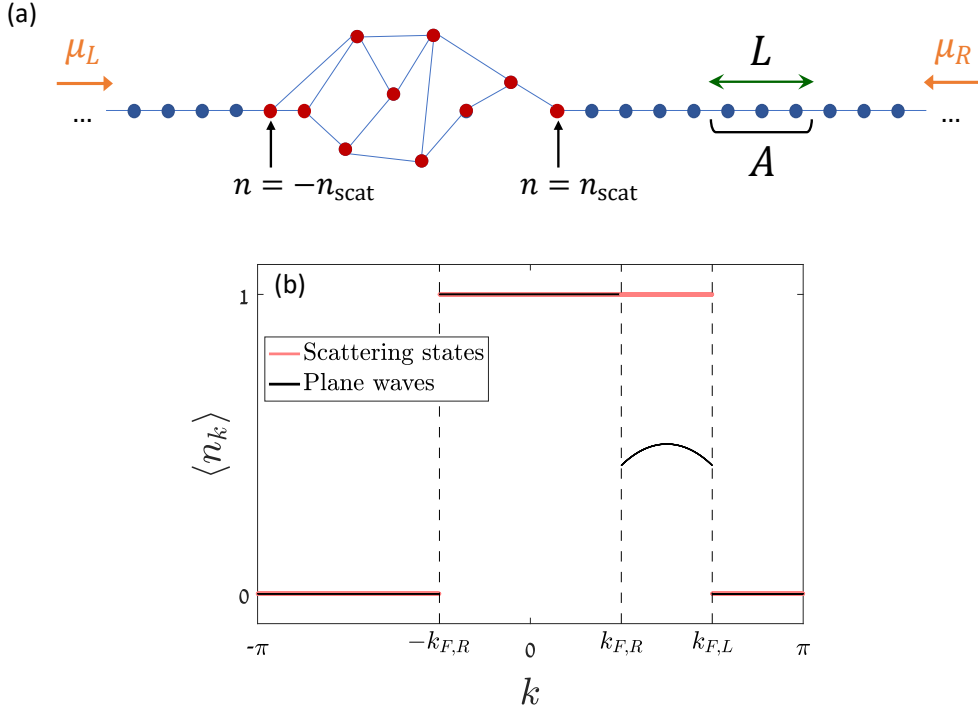 (a)
μ_L
μ_R
L
...
...
A
n = −n_scat
n = n_scat
(b)
1
Scattering states
Plane waves
⟨n_k⟩
0
-π
−k_{F,R}
0
k_{F,R}
k_{F,L}
π
k